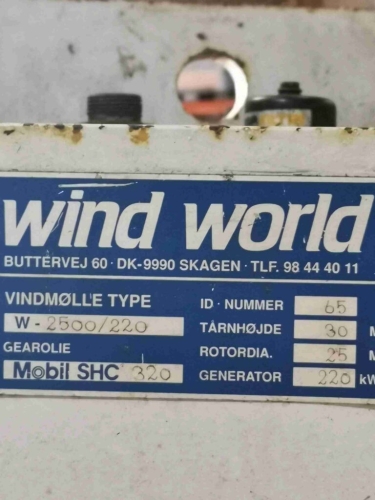 wind world
BUTTERVEJ 60 · DK-9990 SKAGEN · TLF. 98 44 40 11
VINDMØLLE TYPE
W-2500/220
GEAROLIE
Mobil SHC 320
ID · NUMMER 65
TÅRNHØJDE 30 M
ROTORDIA. 25 M
GENERATOR 220 kW